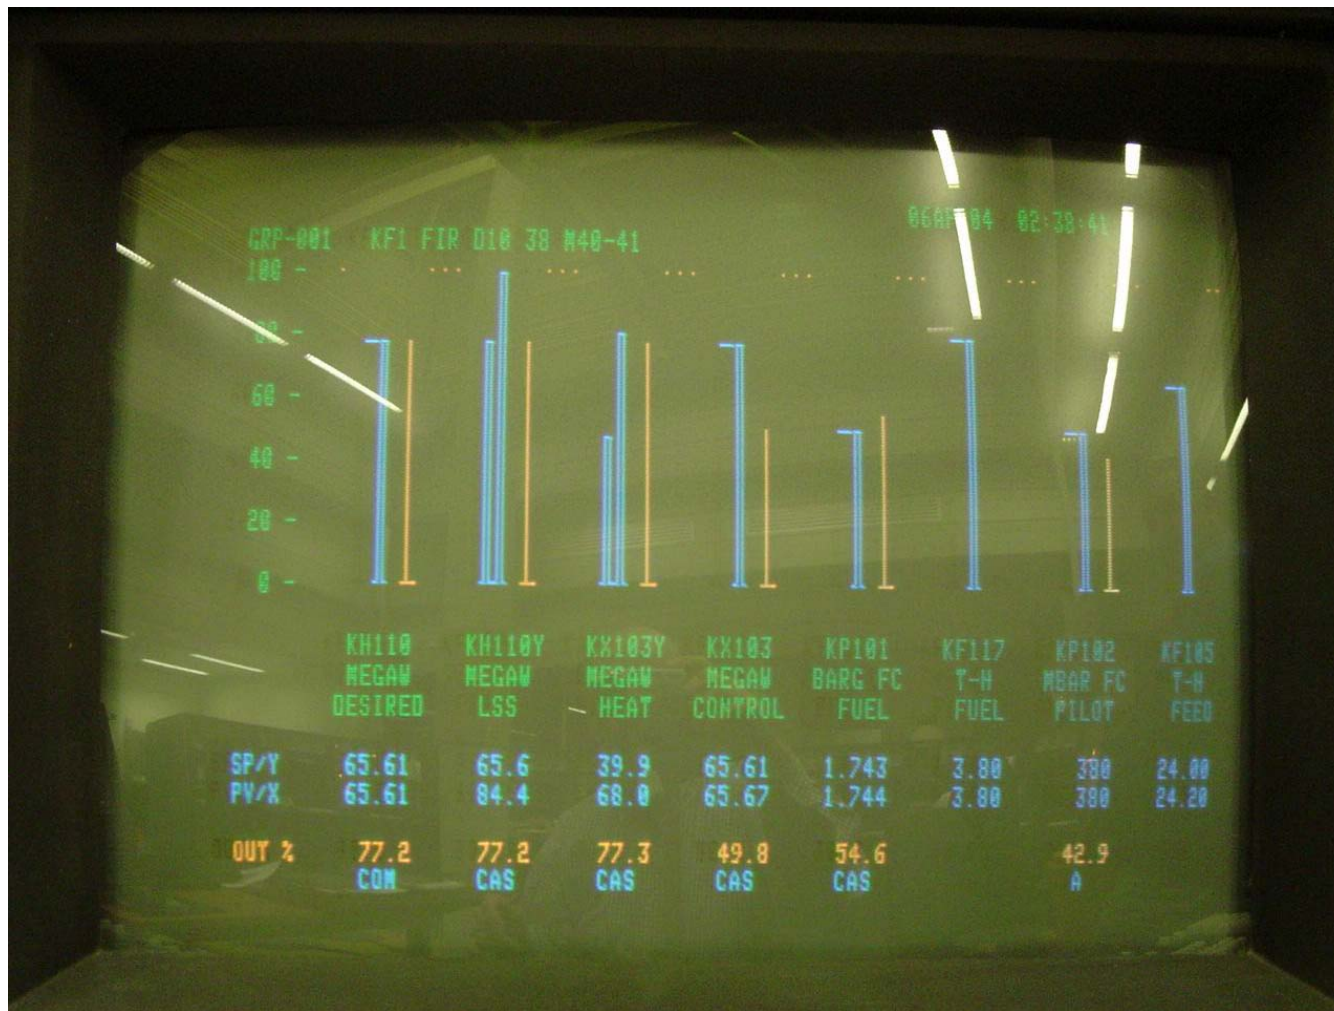 06APR04 02:38:41
GRP-001 KF1 FIR D10 38 M40-41
100
80
60
40
20
0
KH110 KH110Y KX103Y KX103 KP101 KF117 KP102 KF105
MEGAW MEGAW MEGAW MEGAW BARG FC T-H MBAR FC T-H
DESIRED LSS HEAT CONTROL FUEL FUEL PILOT FEED
SP/Y 65.61 65.6 39.9 65.61 1.743 3.80 380 24.00
PV/X 65.61 84.4 68.0 65.67 1.744 3.80 380 24.20
OUT % 77.2 77.2 77.3 49.8 54.6 42.9
COM CAS CAS CAS CAS A